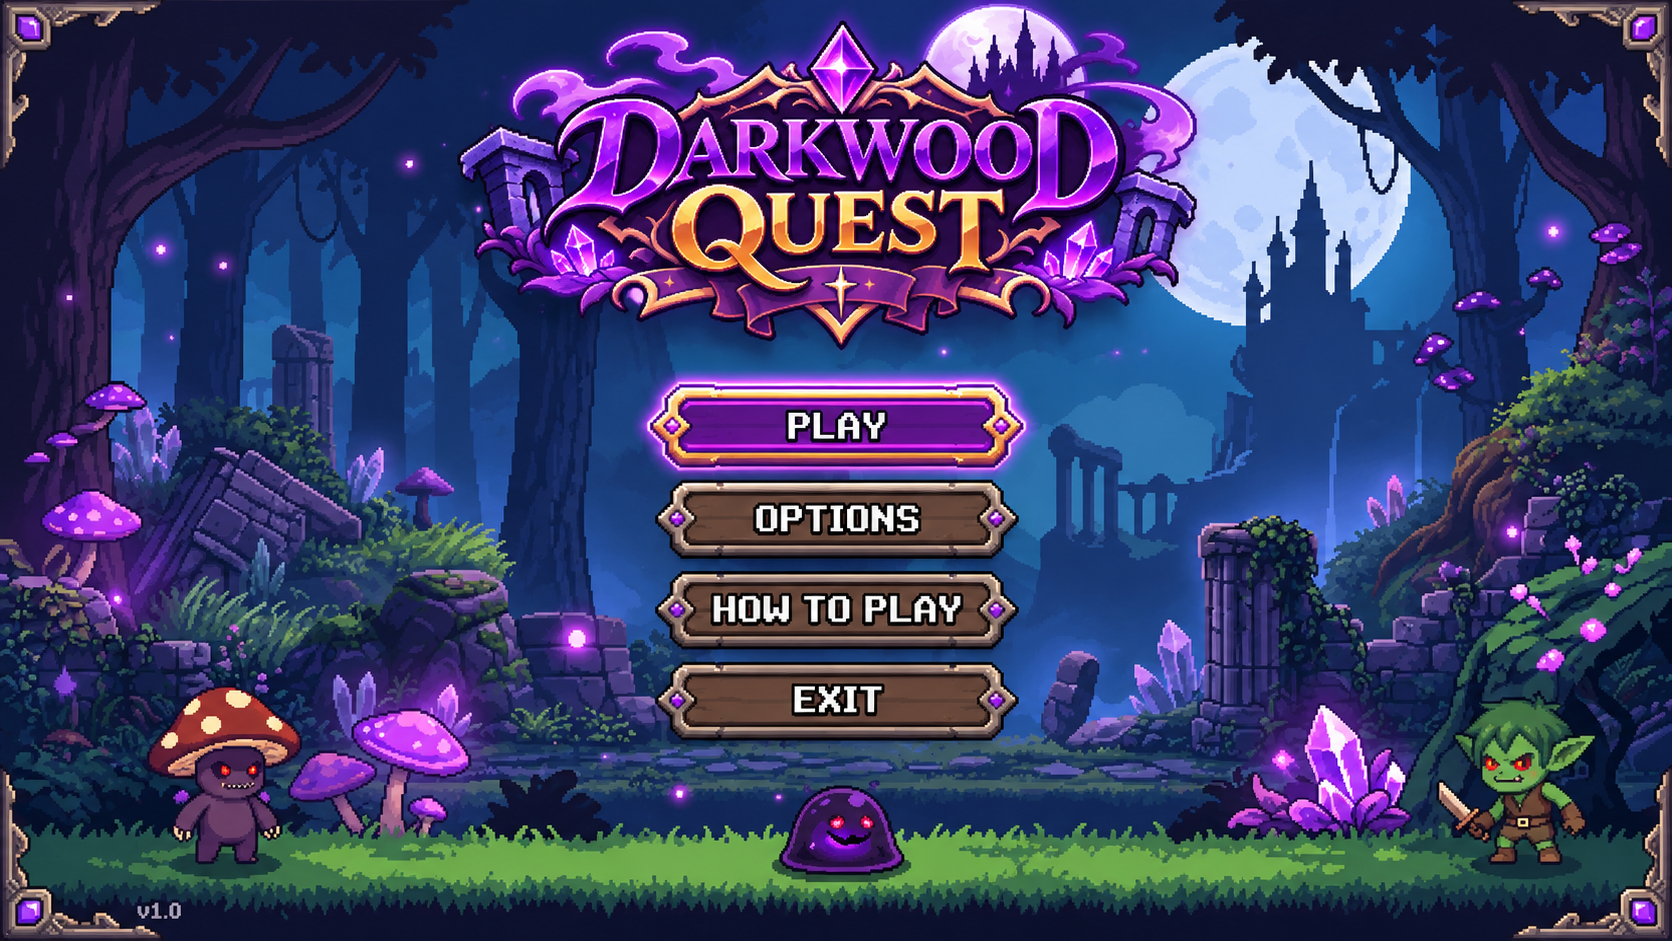 DARKWOOD
QUEST
PLAY
OPTIONS
HOW TO PLAY
EXIT
v1.0